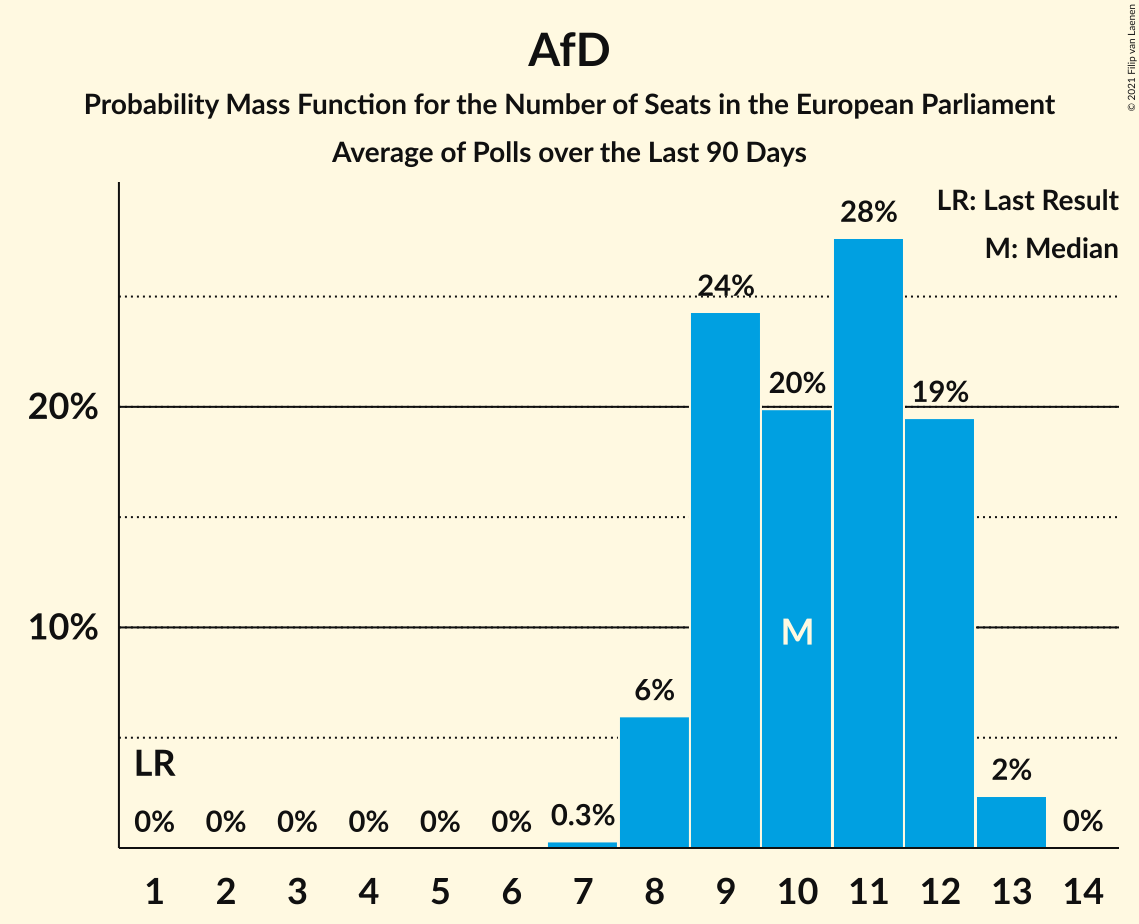 AfD
Probability Mass Function for the Number of Seats in the European Parliament
Average of Polls over the Last 90 Days
© 2021 Filip van Laenen
LR: Last Result
M: Median
28%
24%
20%
19%
20%
10%
M
6%
LR
2%
0% 0% 0% 0% 0% 0% 0.3% 0%
1 2 3 4 5 6 7 8 9 10 11 12 13 14